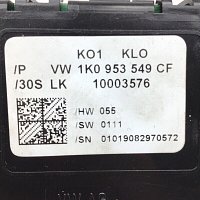 KO1 KLO
/P VW 1K0 953 549 CF
/30S LK 10003576
/HW 055
/SW 0111
/SN 01019082970572